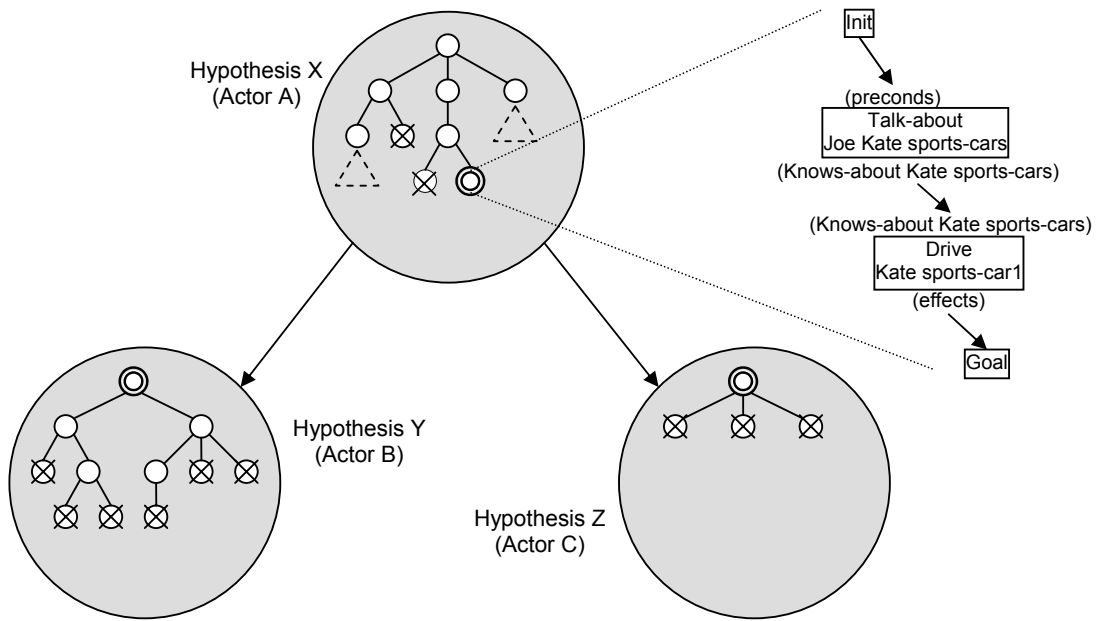 Hypothesis X
(Actor A)
Init
(preconds)
Talk-about
Joe Kate sports-cars
(Knows-about Kate sports-cars)
(Knows-about Kate sports-cars)
Drive
Kate sports-car1
(effects)
Goal
Hypothesis Y
(Actor B)
Hypothesis Z
(Actor C)